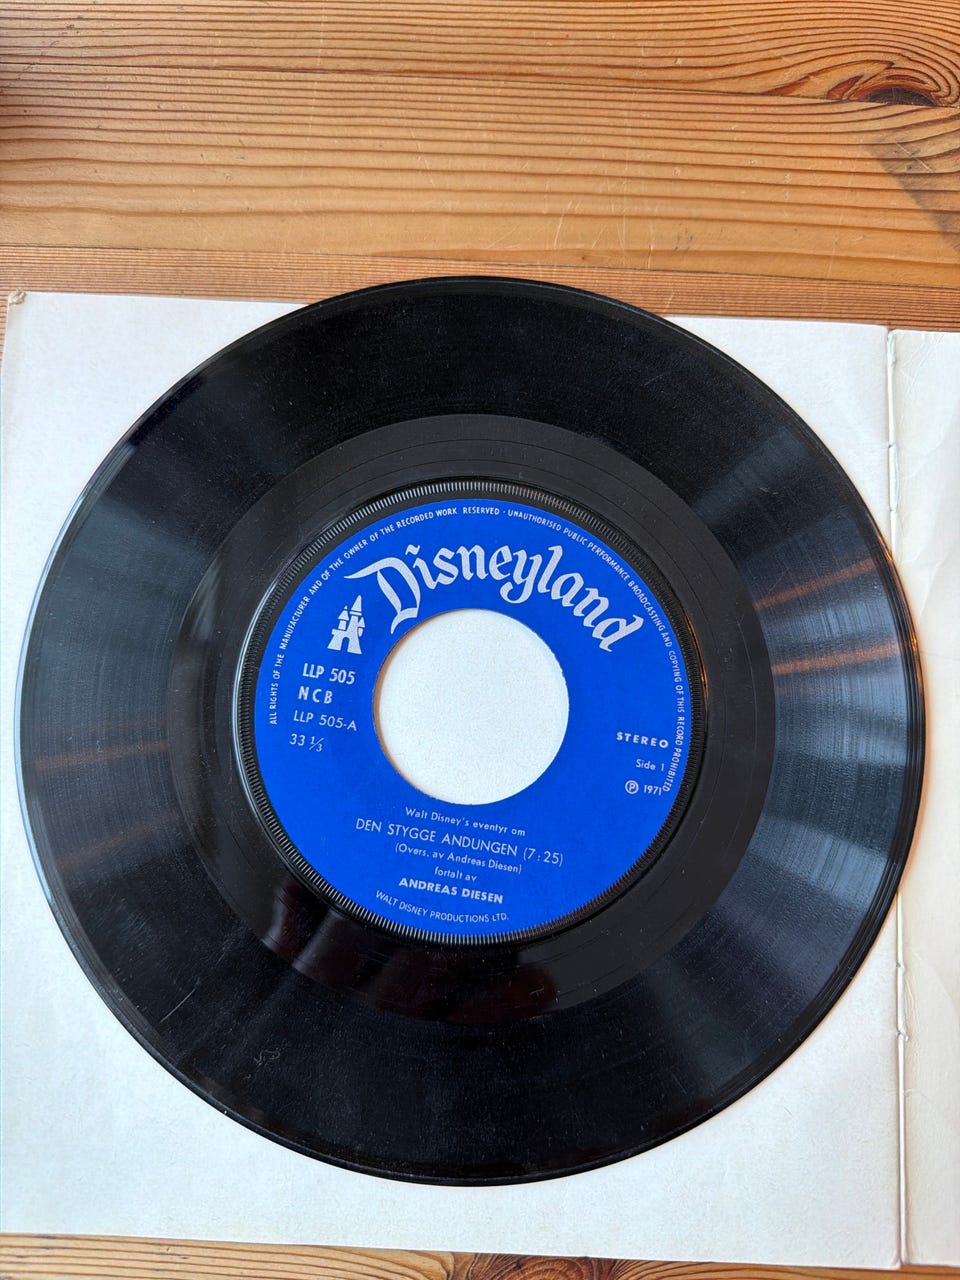 ALL RIGHTS OF THE MANUFACTURER AND OF THE OWNER OF THE RECORDED WORK RESERVED · UNAUTHORISED PUBLIC PERFORMANCE BROADCASTING AND COPYING OF THIS RECORD PROHIBITED
Disneyland
LLP 505
NCB
LLP 505-A
33 1/3
STEREO
Side 1
Ⓟ 1971
Walt Disney's eventyr om
DEN STYGGE ANDUNGEN (7:25)
(Overs. av Andreas Diesen)
fortalt av
ANDREAS DIESEN
WALT DISNEY PRODUCTIONS LTD.